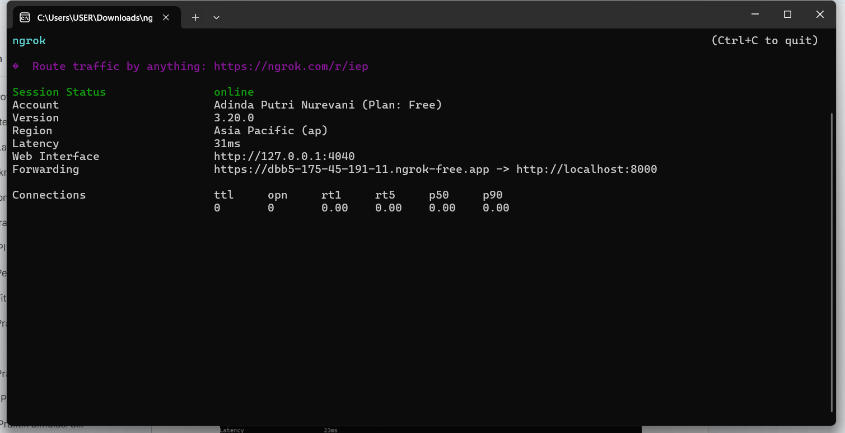 C:\Users\USER\Downloads\ng
ngrok (Ctrl+C to quit)
Route traffic by anything: https://ngrok.com/r/iep
Session Status online
Account Adinda Putri Nurevani (Plan: Free)
Version 3.20.0
Region Asia Pacific (ap)
Latency 31ms
Web Interface http://127.0.0.1:4040
Forwarding https://dbb5-175-45-191-11.ngrok-free.app -> http://localhost:8000
Connections ttl opn rt1 rt5 p50 p90
0 0 0.00 0.00 0.00 0.00
Latency 33ms